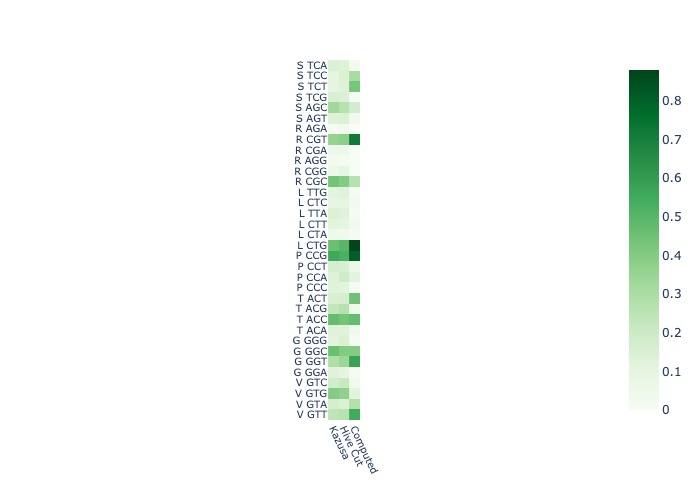 S TCA
S TCC
S TCT
S TCG
S AGC
S AGT
R AGA
R CGT
R CGA
R AGG
R CGG
R CGC
L TTG
L CTC
L TTA
L CTT
L CTA
L CTG
P CCG
P CCT
P CCA
P CCC
T ACT
T ACG
T ACC
T ACA
G GGG
G GGC
G GGT
G GGA
V GTC
V GTG
V GTA
V GTT
Kazusa
Hive Cut
Computed
0.8
0.7
0.6
0.5
0.4
0.3
0.2
0.1
0